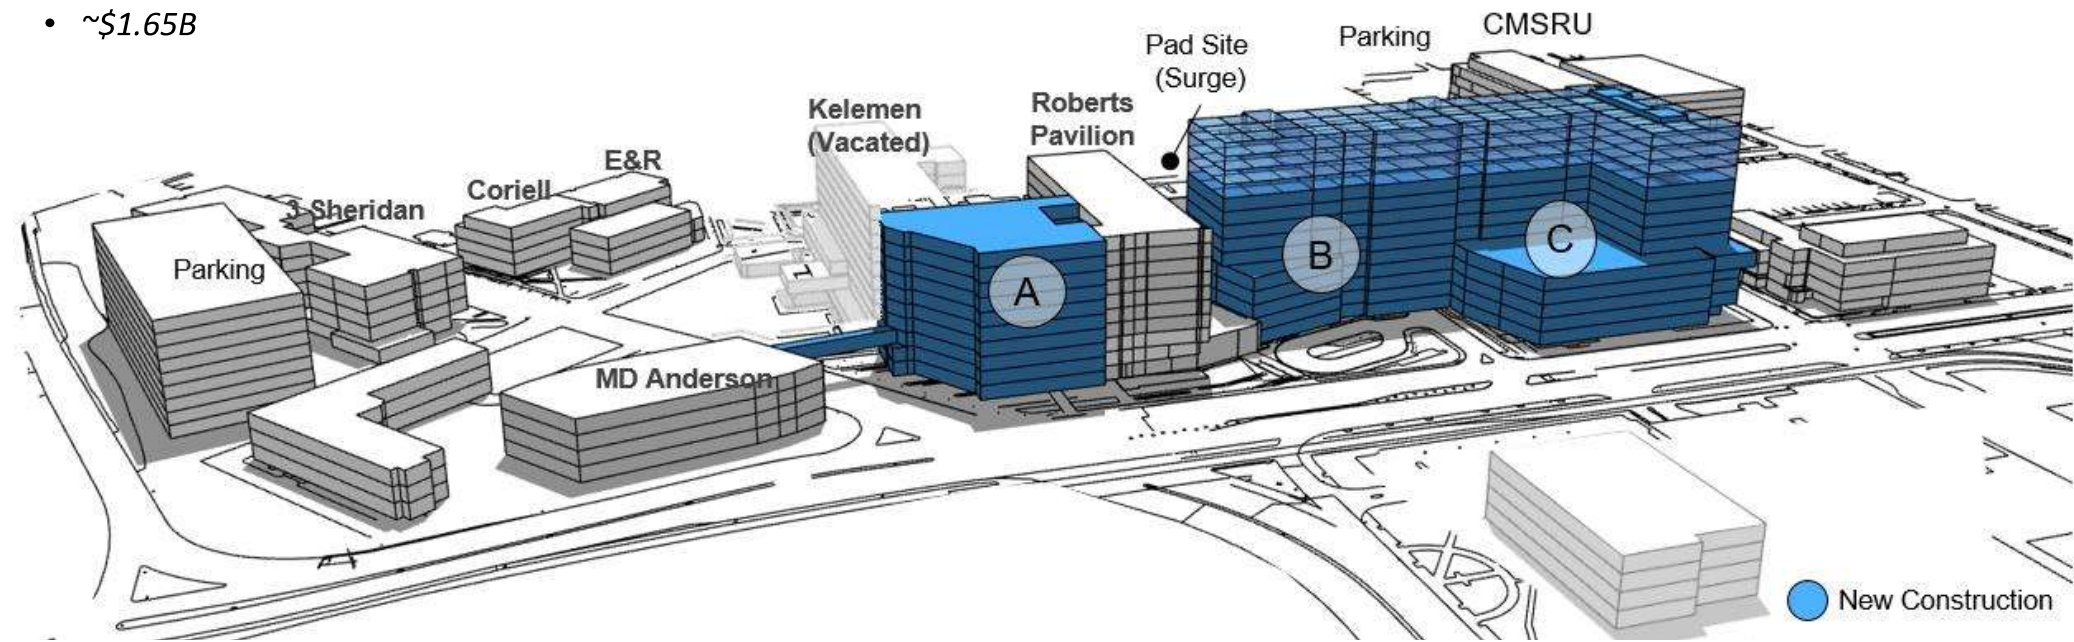 • ~$1.65B
CMSRU
Parking
Pad Site
(Surge)
Kelemen
(Vacated)
Roberts
Pavilion
E&R
Coriell
3 Sheridan
Parking
A
B
C
MD Anderson
New Construction